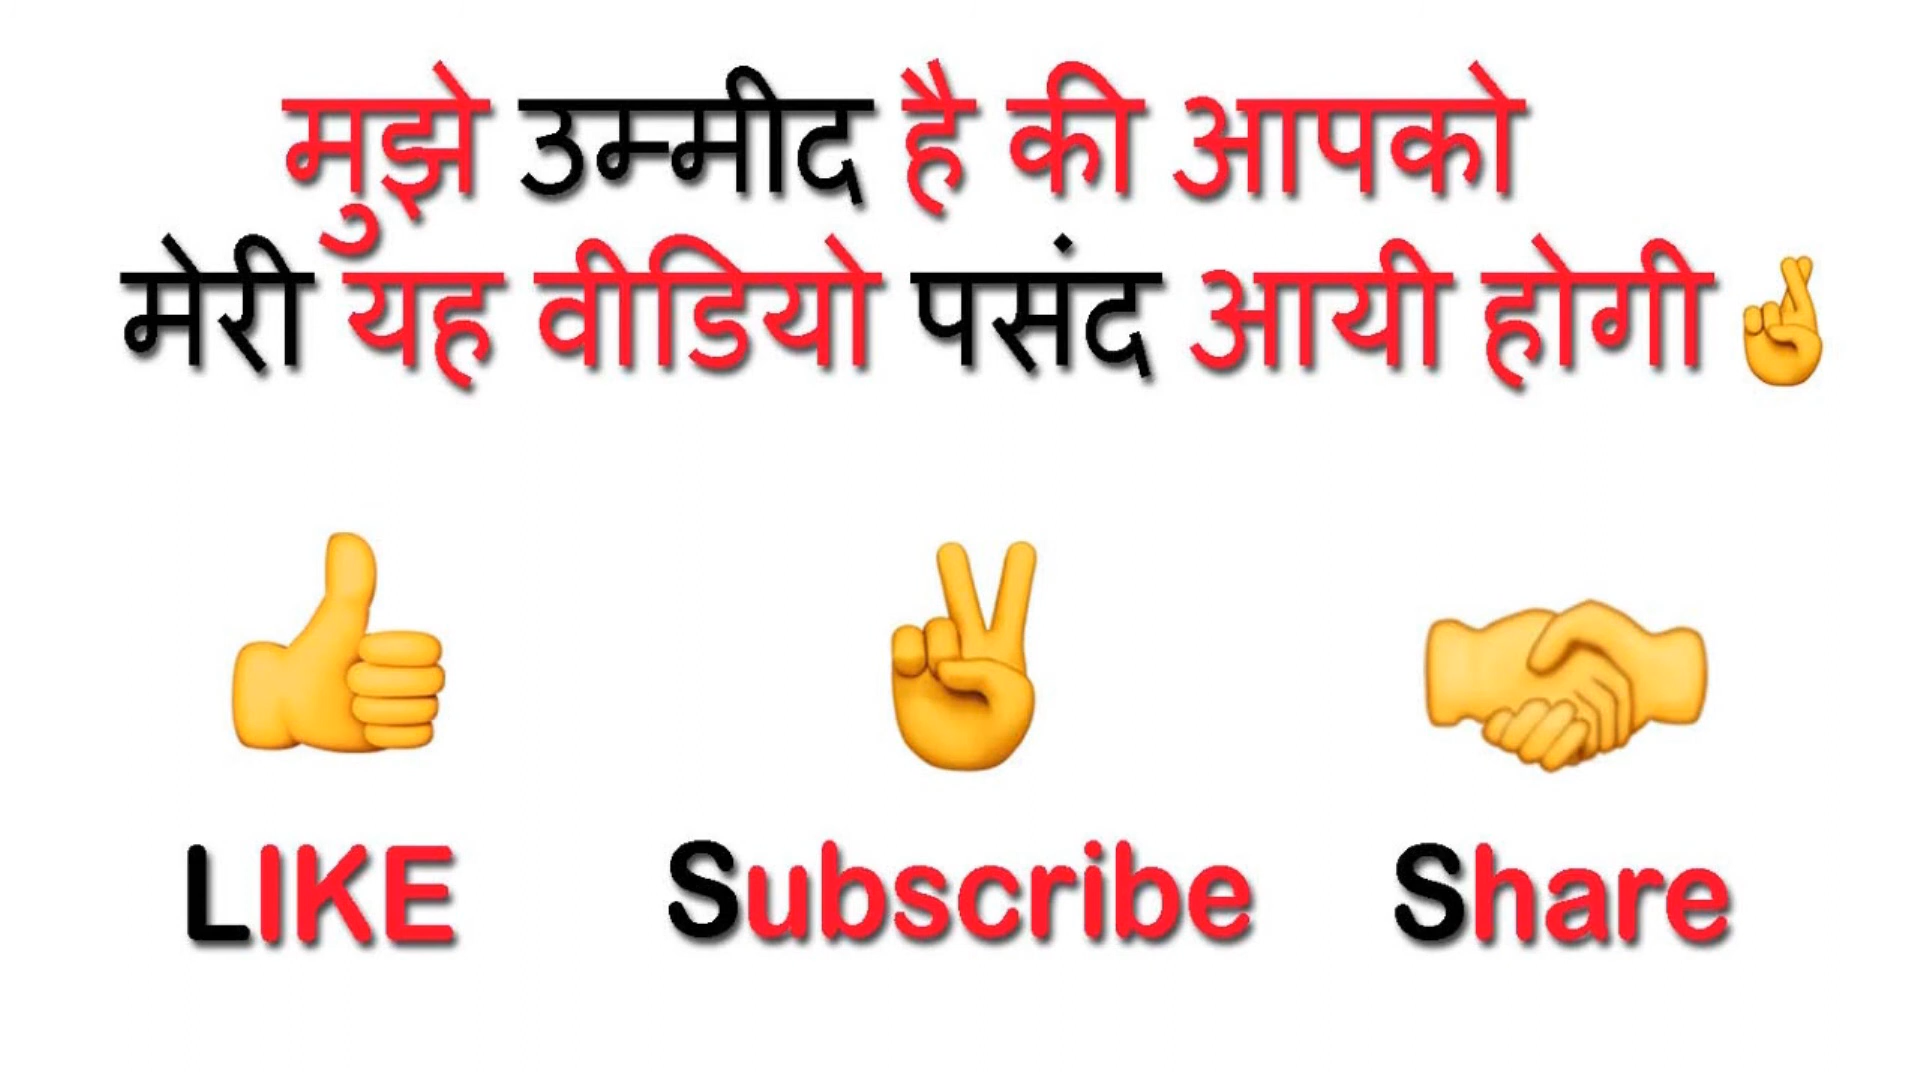 मुझे उम्मीद है की आपको
मेरी यह वीडियो पसंद आयी होगी🤞
LIKE Subscribe Share